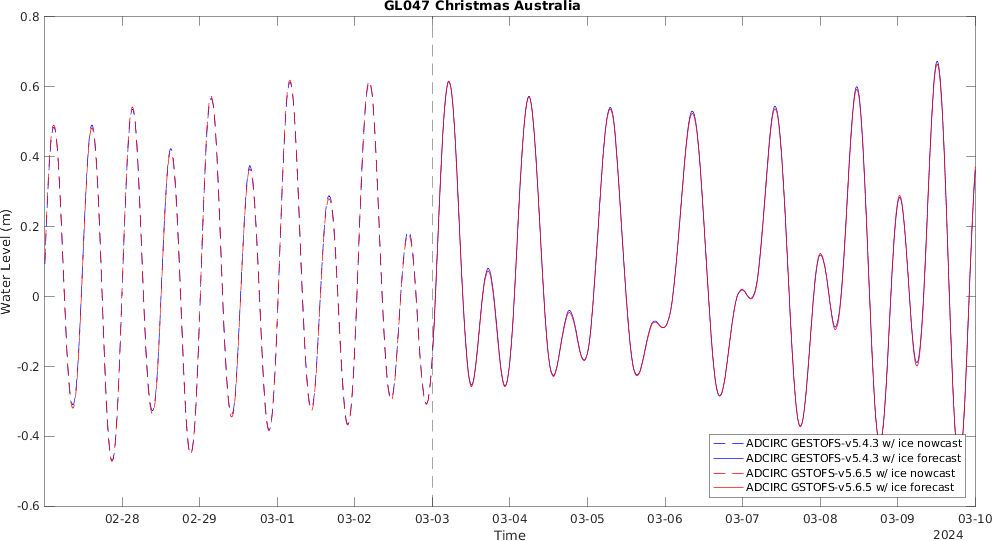 GL047 Christmas Australia
0.8
0.6
0.4
0.2
0
-0.2
-0.4
-0.6
Water Level (m)
ADCIRC GESTOFS-v5.4.3 w/ ice nowcast
ADCIRC GESTOFS-v5.4.3 w/ ice forecast
ADCIRC GSTOFS-v5.6.5 w/ ice nowcast
ADCIRC GSTOFS-v5.6.5 w/ ice forecast
02-28 02-29 03-01 03-02 03-03 03-04 03-05 03-06 03-07 03-08 03-09 03-10
Time
2024